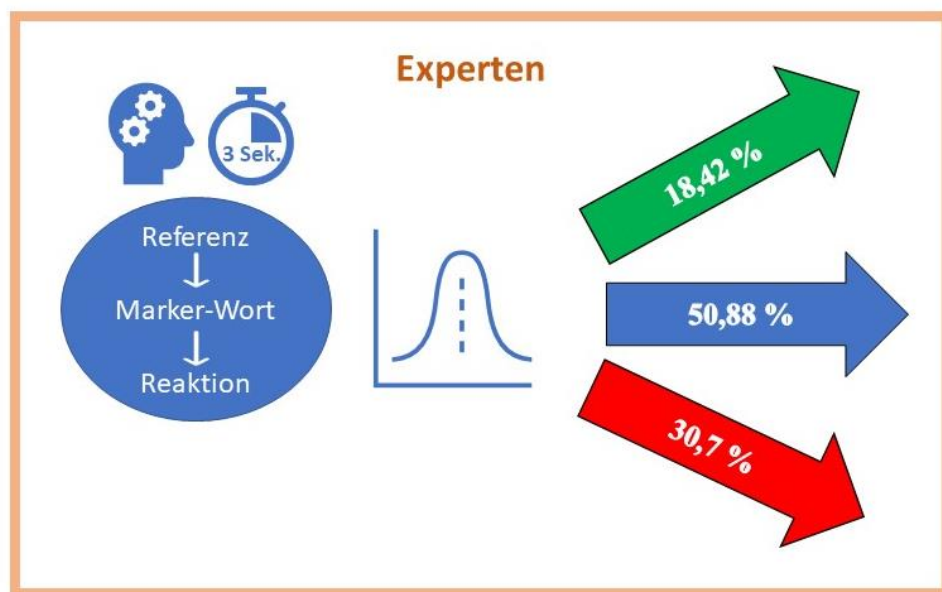 Experten
3 Sek.
Referenz
Marker-Wort
Reaktion
18,42 %
50,88 %
30,7 %